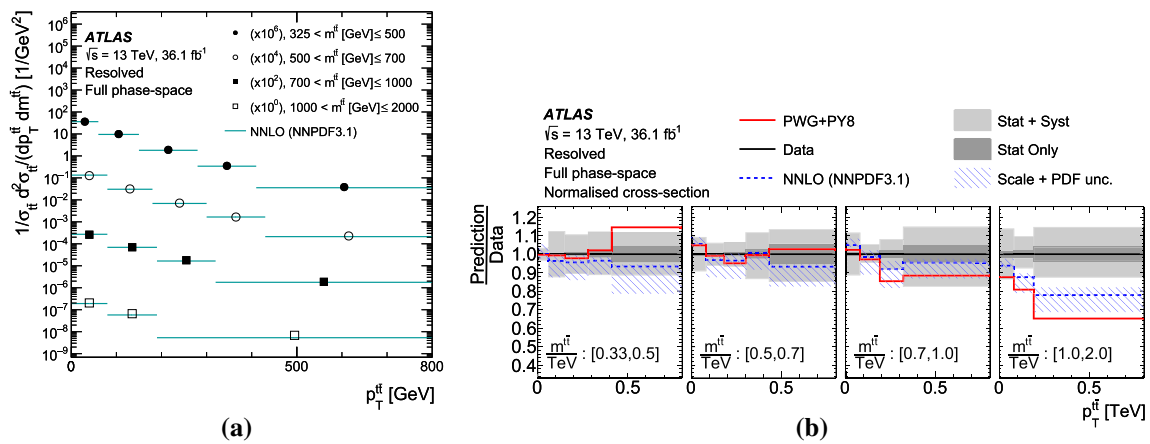 1/σ_tt̄ d²σ_tt̄/(dp_T^tt̄ dm^tt̄) [1/GeV²]
10⁶
10⁵
10⁴
10³
10²
10
1
10⁻¹
10⁻²
10⁻³
10⁻⁴
10⁻⁵
10⁻⁶
10⁻⁷
10⁻⁸
10⁻⁹
ATLAS
√s = 13 TeV, 36.1 fb⁻¹
Resolved
Full phase-space
(x10⁶), 325 < m^tt̄ [GeV] ≤ 500
(x10⁴), 500 < m^tt̄ [GeV] ≤ 700
(x10²), 700 < m^tt̄ [GeV] ≤ 1000
(x10⁰), 1000 < m^tt̄ [GeV] ≤ 2000
NNLO (NNPDF3.1)
0 500 800
p_T^tt̄ [GeV]
(a)
ATLAS
√s = 13 TeV, 36.1 fb⁻¹
Resolved
Full phase-space
Normalised cross-section
PWG+PY8
Data
NNLO (NNPDF3.1)
Stat + Syst
Stat Only
Scale + PDF unc.
Prediction
Data
1.2
1.1
1.0
0.9
0.8
0.7
0.6
0.5
0.4
m^tt̄/TeV : [0.33,0.5]
m^tt̄/TeV : [0.5,0.7]
m^tt̄/TeV : [0.7,1.0]
m^tt̄/TeV : [1.0,2.0]
0 0.5 0 0.5 0 0.5 0 0.5
p_T^tt̄ [TeV]
(b)